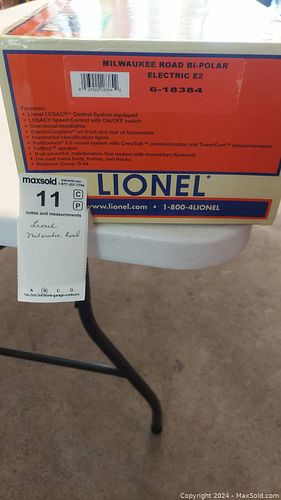 MILWAUKEE ROAD BI-POLAR
ELECTRIC E2
6-18384
Features:
• Lionel LEGACY™ Control System equipped
• LEGACY Speed Control with ON/OFF switch
• Directional headlights
• ElectroCouplers™ on front and rear of locomotive
• Illuminated classification lights
• RailSounds® 5.0 sound system with CrewTalk™ communication and TowerCom™ announcements
• FatBoy™ speaker
• Dual powerful, maintenance-free motors with momentum flywheels
• Die-cast metal body, frames, and trucks
• Minimum Curve: O-54
LIONEL®
www.lionel.com • 1-800-4LIONEL
maxsold
11
C
P
notes and measurements
Lionel
Milwaukee Road
A B C D
Copyright © 2024 - MaxSold.com